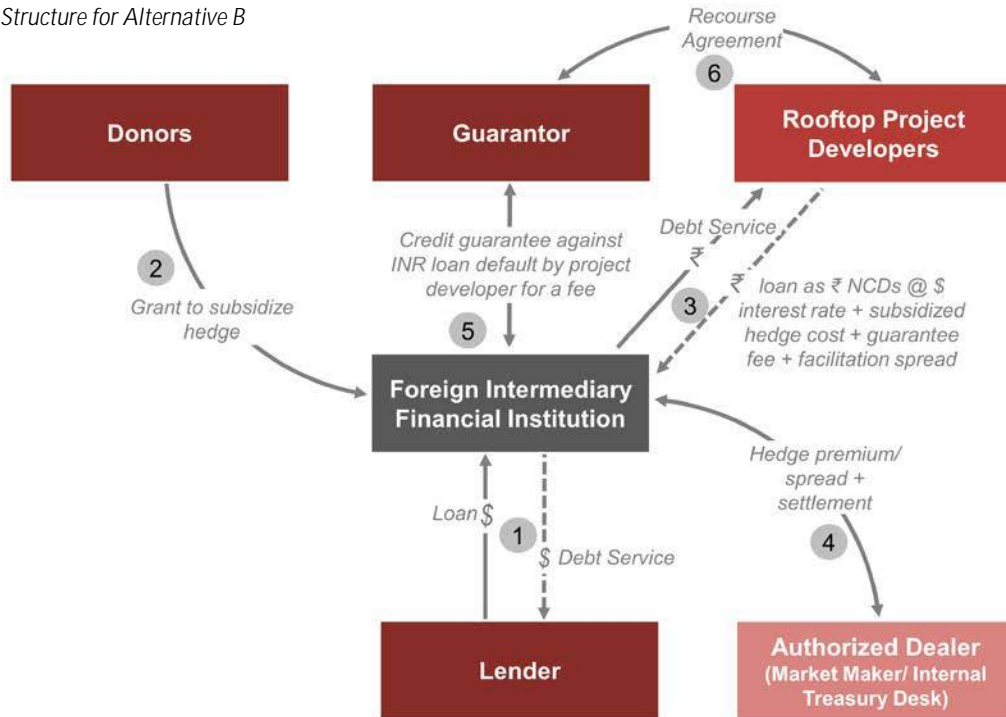 Structure for Alternative B
Recourse
Agreement
6
Donors
Guarantor
Rooftop Project
Developers
2
Grant to subsidize
hedge
Credit guarantee against
INR loan default by project
developer for a fee
5
Debt Service
₹
3
₹ loan as ₹ NCDs @ $
interest rate + subsidized
hedge cost + guarantee
fee + facilitation spread
Foreign Intermediary
Financial Institution
Hedge premium/
spread +
settlement
4
Loan $
1
$ Debt Service
Lender
Authorized Dealer
(Market Maker/ Internal
Treasury Desk)